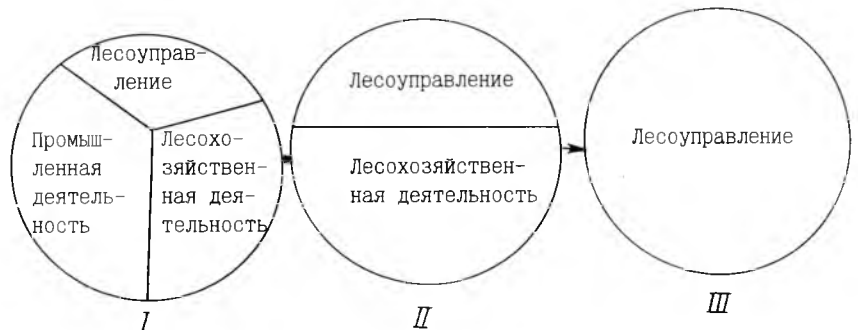 Лесоуправ-
ление
Промыш-
ленная
деятель-
ность
Лесохо-
зяйствен-
ная дея-
тельность
I
Лесоуправление
Лесохозяйствен-
ная деятельность
II
Лесоуправление
III